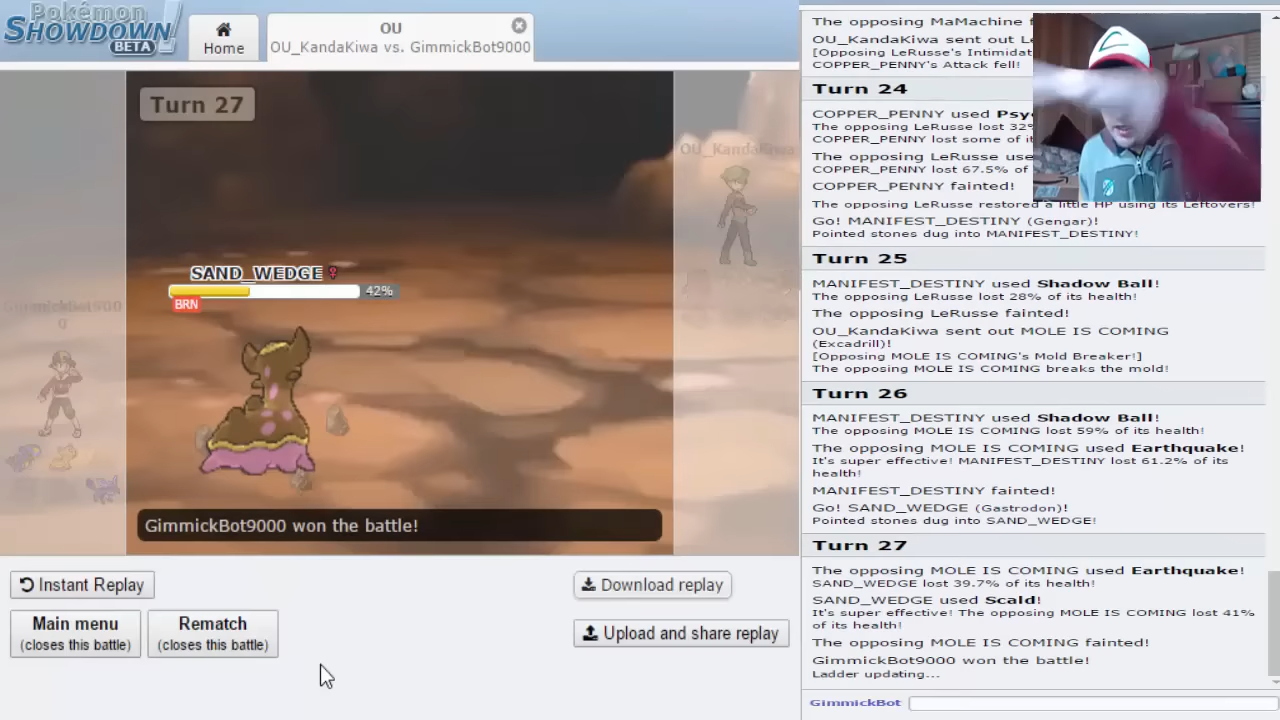 Pokémon
SHOWDOWN!
BETA
Home
OU
OU_KandaKiwa vs. GimmickBot9000
Turn 27
OU_KandaKiwa
SAND_WEDGE
42%
BRN
GimmickBot900
0
GimmickBot9000 won the battle!
Instant Replay
Download replay
Main menu
(closes this battle)
Rematch
(closes this battle)
Upload and share replay
The opposing MaMachine
OU_KandaKiwa sent out
[Opposing LeRusse's
COPPER_PENNY's Attack fell!
Turn 24
COPPER_PENNY used
The opposing LeRusse lost 32%
COPPER_PENNY lost some of
The opposing LeRusse
COPPER_PENNY lost 67.5% of
COPPER_PENNY fainted!
The opposing LeRusse restored a little HP using its Leftovers!
Go! MANIFEST_DESTINY (Gengar)!
Pointed stones dug into MANIFEST_DESTINY!
Turn 25
MANIFEST_DESTINY used Shadow Ball!
The opposing LeRusse lost 28% of its health!
The opposing LeRusse fainted!
OU_KandaKiwa sent out MOLE IS COMING
(Excadrill)!
[Opposing MOLE IS COMING's Mold Breaker!]
The opposing MOLE IS COMING breaks the mold!
Turn 26
MANIFEST_DESTINY used Shadow Ball!
The opposing MOLE IS COMING lost 59% of its health!
The opposing MOLE IS COMING used Earthquake!
It's super effective! MANIFEST_DESTINY lost 61.2% of its
health!
MANIFEST_DESTINY fainted!
Go! SAND_WEDGE (Gastrodon)!
Pointed stones dug into SAND_WEDGE!
Turn 27
The opposing MOLE IS COMING used Earthquake!
SAND_WEDGE lost 39.7% of its health!
SAND_WEDGE used Scald!
It's super effective! The opposing MOLE IS COMING lost 41%
of its health!
The opposing MOLE IS COMING fainted!
GimmickBot9000 won the battle!
Ladder updating...
GimmickBot